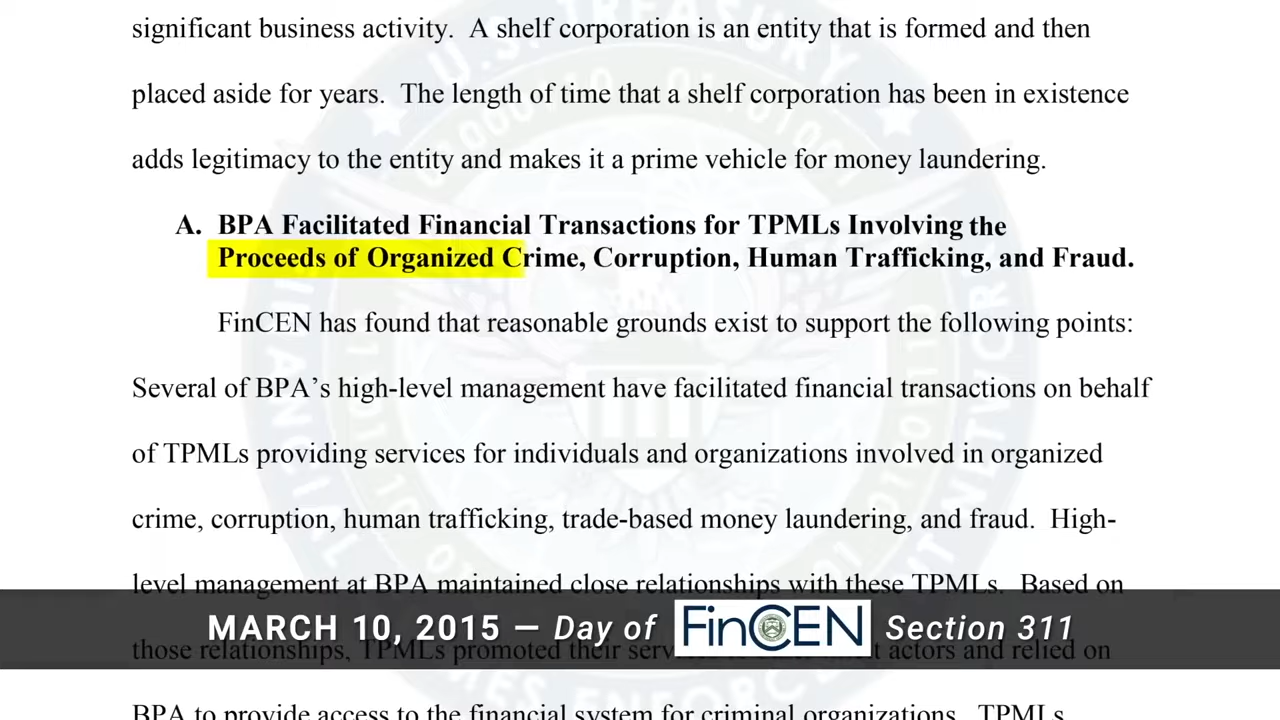 significant business activity. A shelf corporation is an entity that is formed and then
placed aside for years. The length of time that a shelf corporation has been in existence
adds legitimacy to the entity and makes it a prime vehicle for money laundering.
A. BPA Facilitated Financial Transactions for TPMLs Involving the
Proceeds of Organized Crime, Corruption, Human Trafficking, and Fraud.
FinCEN has found that reasonable grounds exist to support the following points:
Several of BPA's high-level management have facilitated financial transactions on behalf
of TPMLs providing services for individuals and organizations involved in organized
crime, corruption, human trafficking, trade-based money laundering, and fraud. High-
level management at BPA maintained close relationships with these TPMLs. Based on
MARCH 10, 2015 — Day of FinCEN Section 311
those relationships, TPMLs promoted their actors and relied on
BPA to provide access to the financial system for criminal organizations. TPMLs